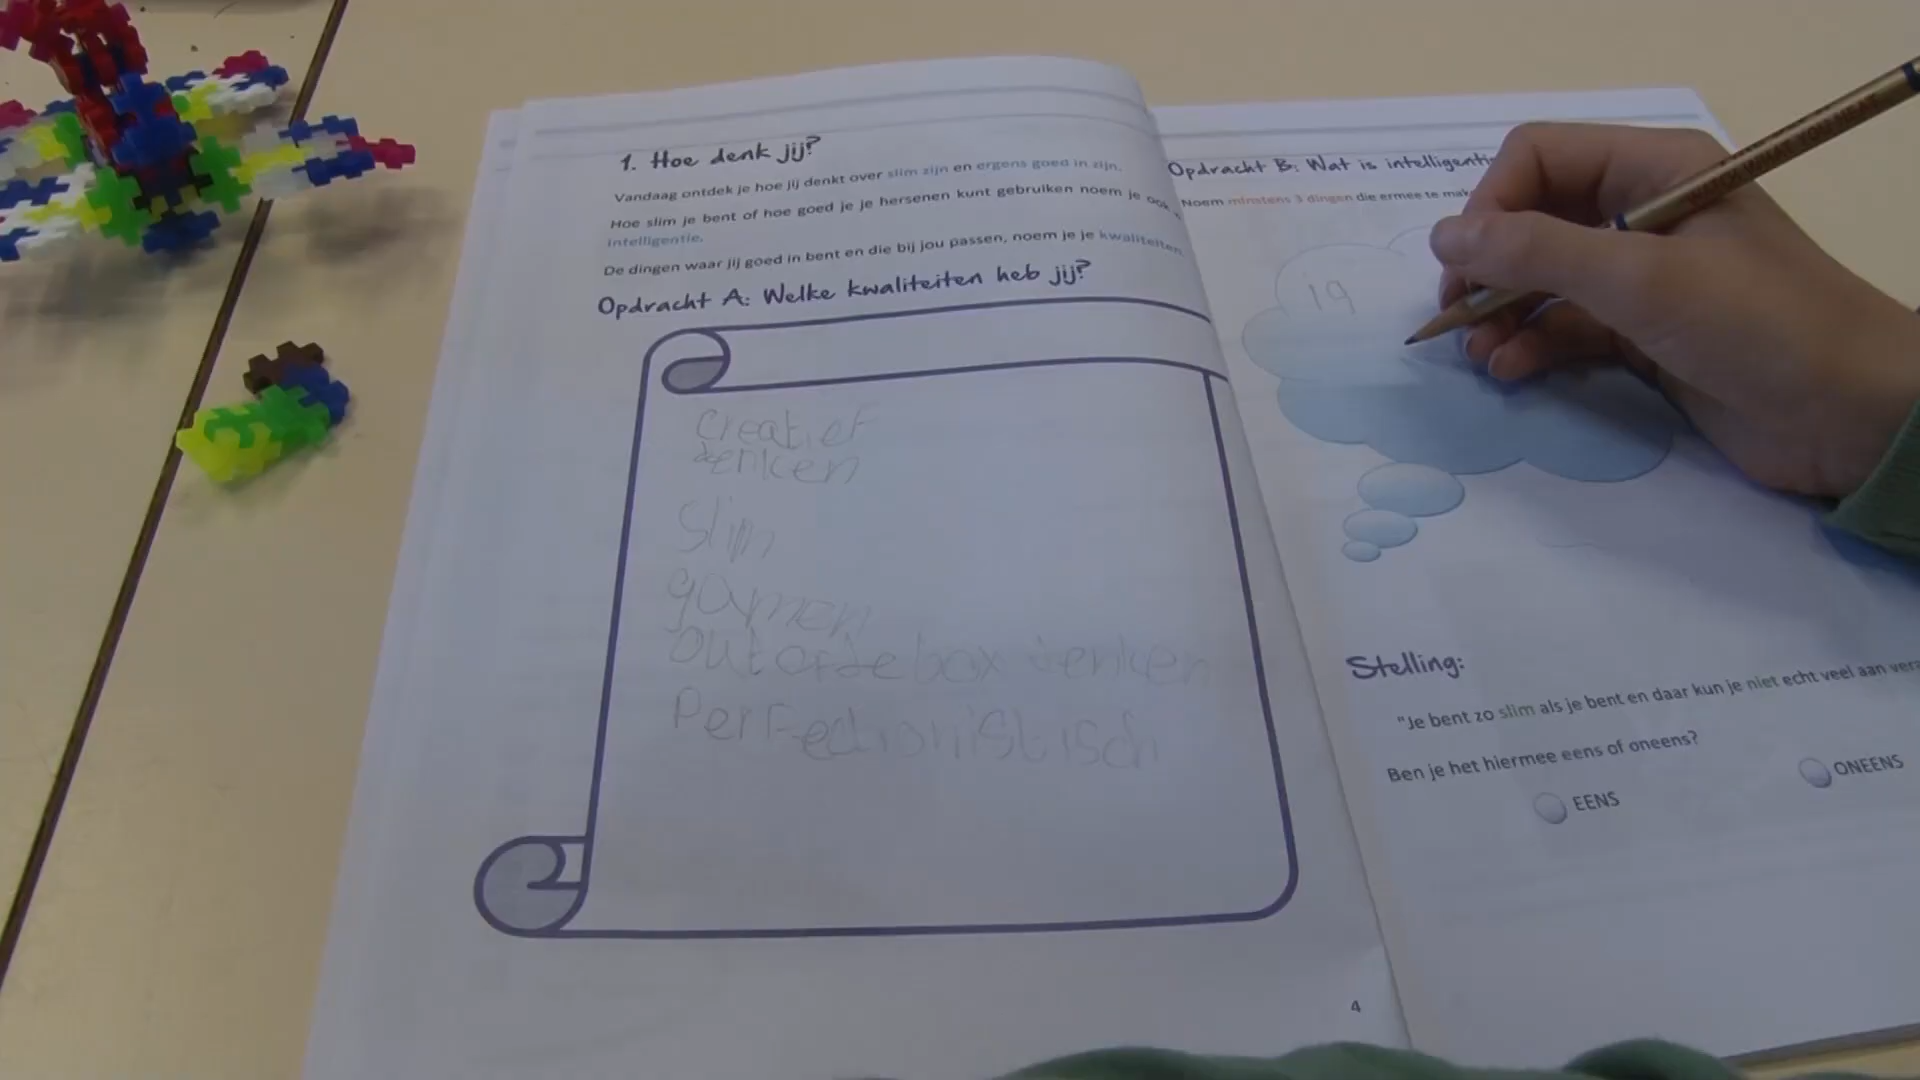 1. Hoe denk jij?
Vandaag ontdek je hoe jij denkt over slim zijn en ergens goed in zijn.
Hoe slim je bent of hoe goed je je hersenen kunt gebruiken noem je ook
intelligentie.
De dingen waar jij goed in bent en die bij jou passen, noem je je kwaliteiten
Opdracht A: Welke kwaliteiten heb jij?
creatief
denken
Slim
gamen
out of de box denken
Perfectionistisch
4
Opdracht B: Wat is intelligentie
Noem minstens 3 dingen die ermee te mak
19
Stelling:
"Je bent zo slim als je bent en daar kun je niet echt veel aan vera
Ben je het hiermee eens of oneens?
EENS
ONEENS